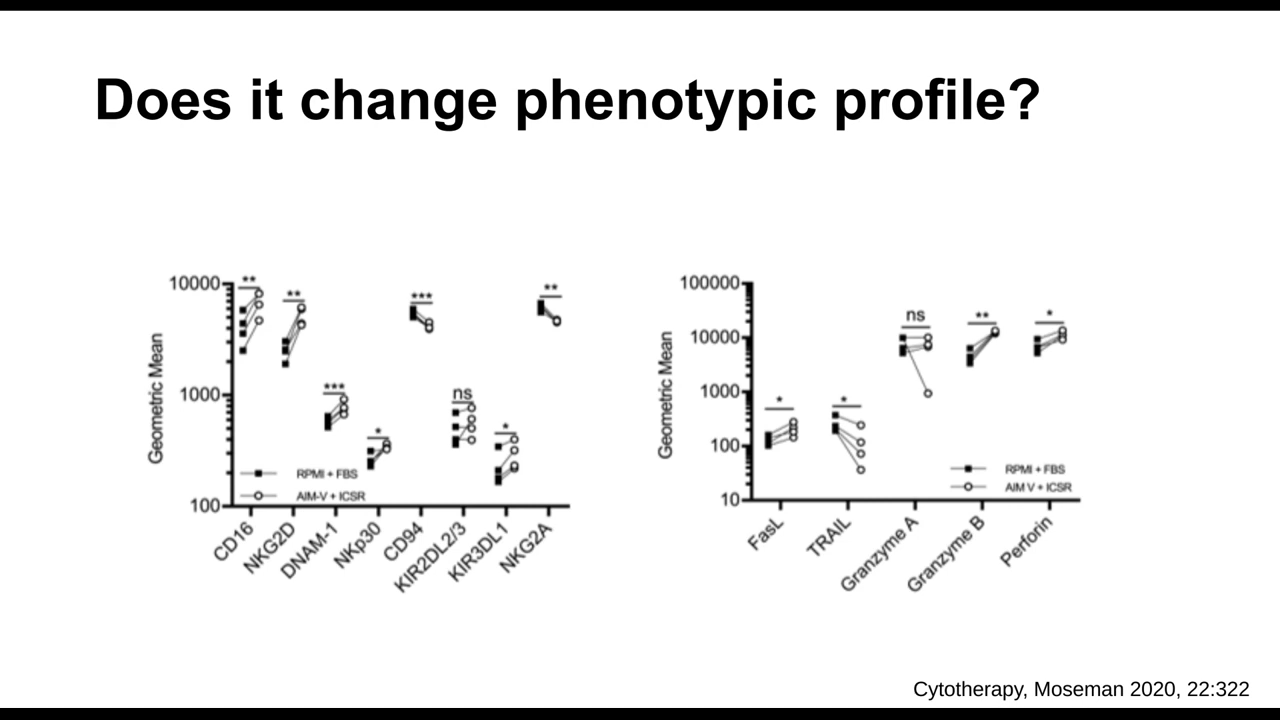 Does it change phenotypic profile?
Geometric Mean
10000
1000
100
**
**
***
*
***
ns
*
**
RPMI + FBS
AIM-V + ICSR
CD16
NKG2D
DNAM-1
NKp30
CD94
KIR2DL2/3
KIR3DL1
NKG2A
Geometric Mean
100000
10000
1000
100
10
*
*
ns
**
*
RPMI + FBS
AIM V + ICSR
FasL
TRAIL
Granzyme A
Granzyme B
Perforin
Cytotherapy, Moseman 2020, 22:322